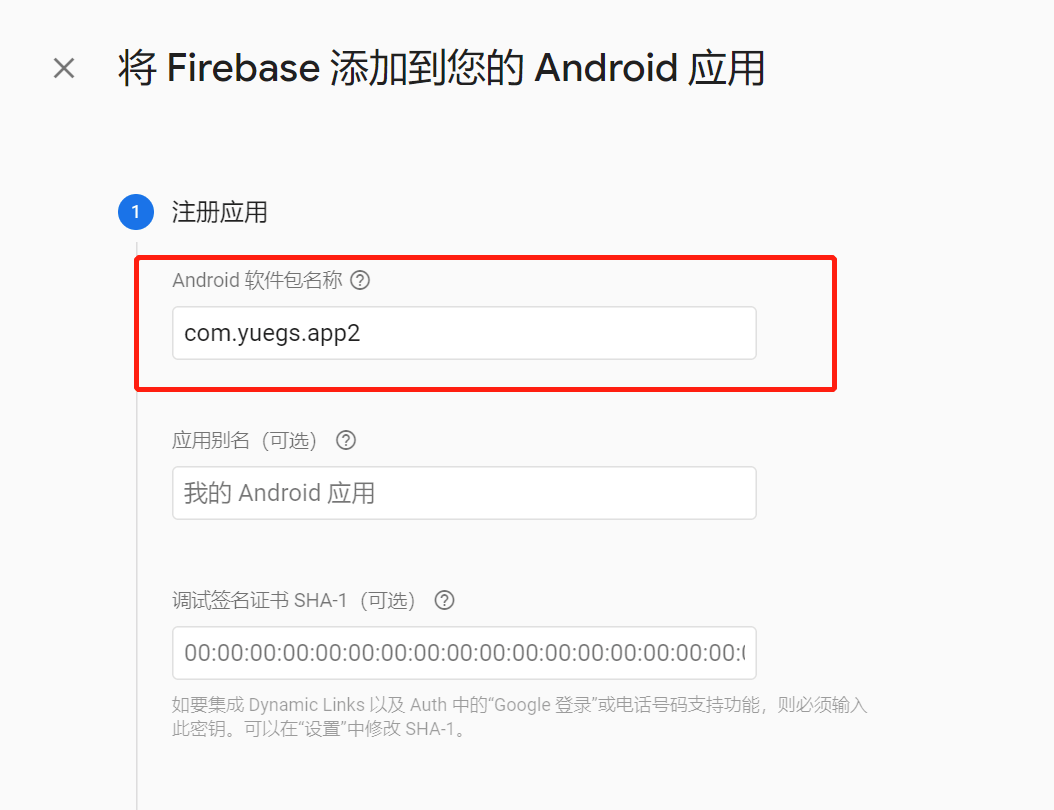 将 Firebase 添加到您的 Android 应用
1 注册应用
Android 软件包名称
com.yuegs.app2
应用别名（可选）
我的 Android 应用
调试签名证书 SHA-1（可选）
00:00:00:00:00:00:00:00:00:00:00:00:00:00:00:00:00:
如要集成 Dynamic Links 以及 Auth 中的“Google 登录”或电话号码支持功能，则必须输入
此密钥。可以在“设置”中修改 SHA-1。